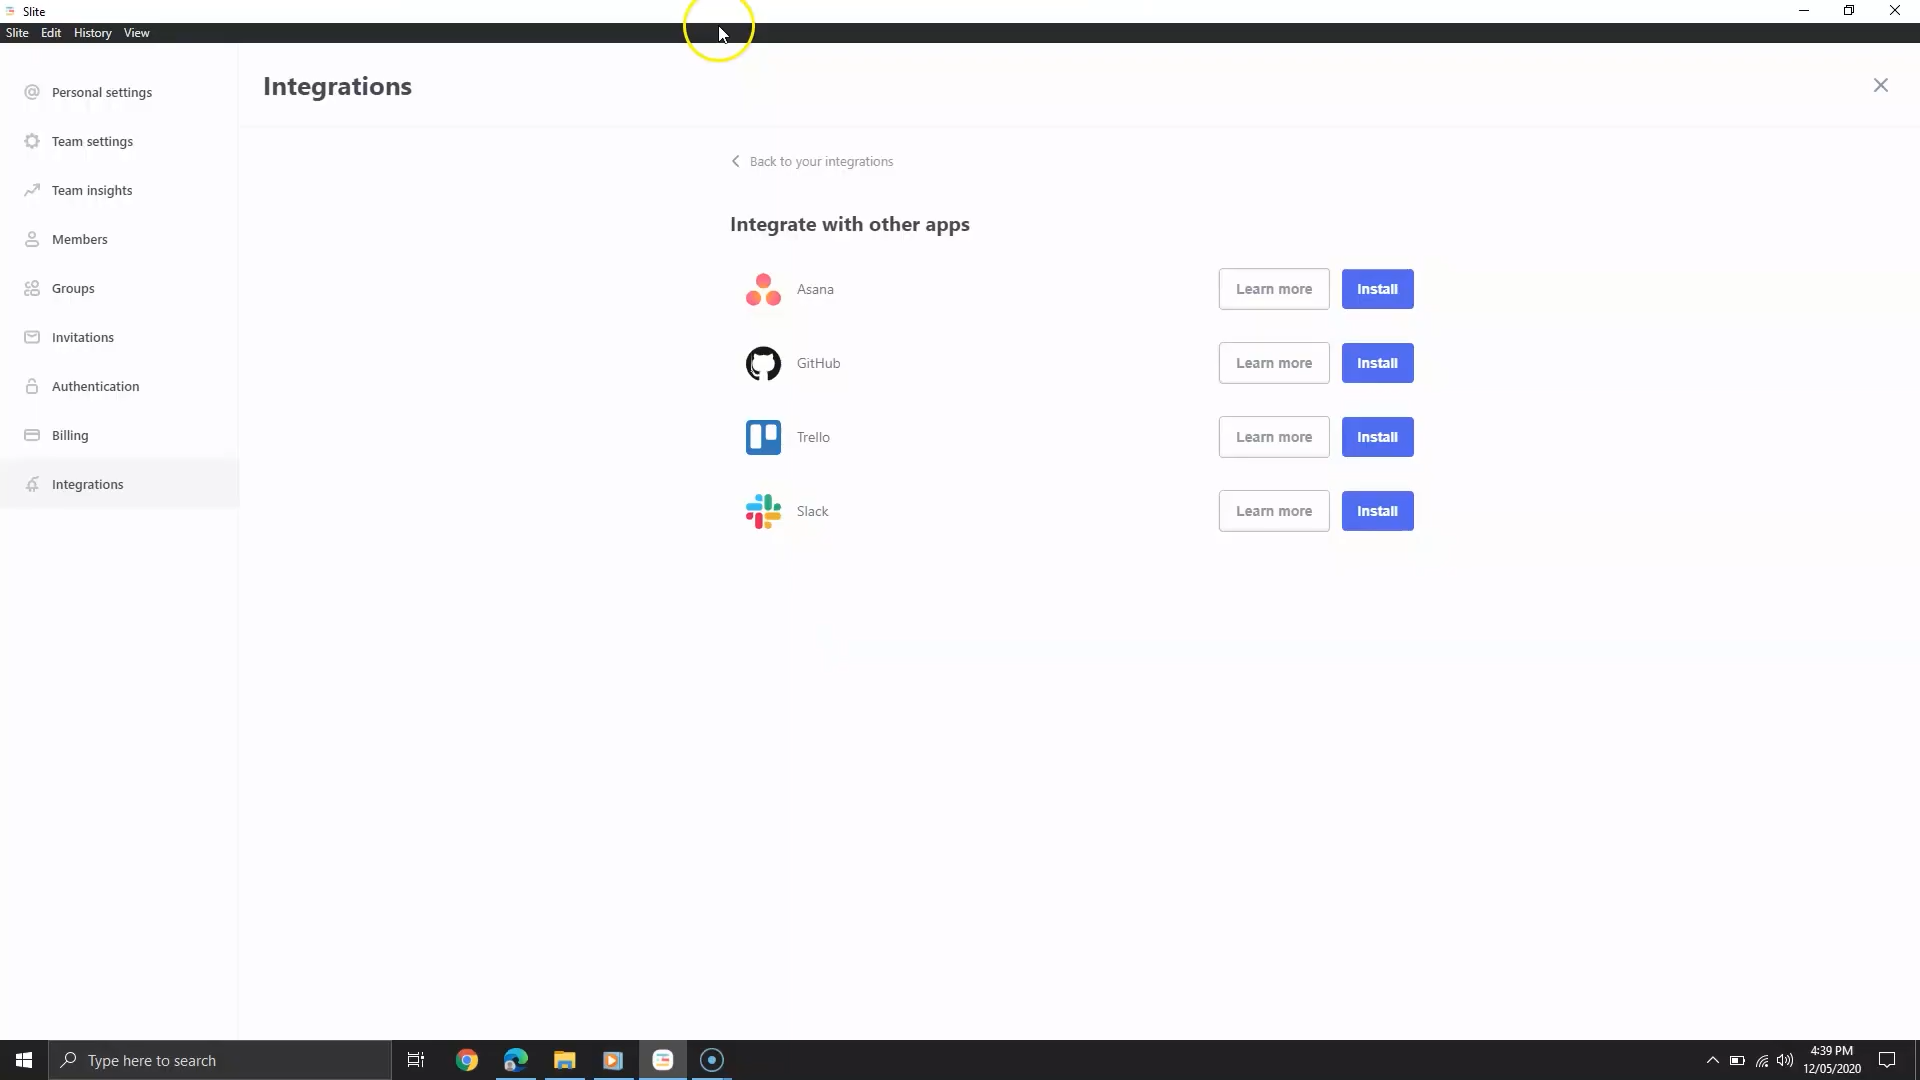 Slite
Slite Edit History View
Integrations
Personal settings
Team settings
Team insights
Members
Groups
Invitations
Authentication
Billing
Integrations
Back to your integrations
Integrate with other apps
Asana Learn more Install
GitHub Learn more Install
Trello Learn more Install
Slack Learn more Install
Type here to search
4:39 PM
12/05/2020